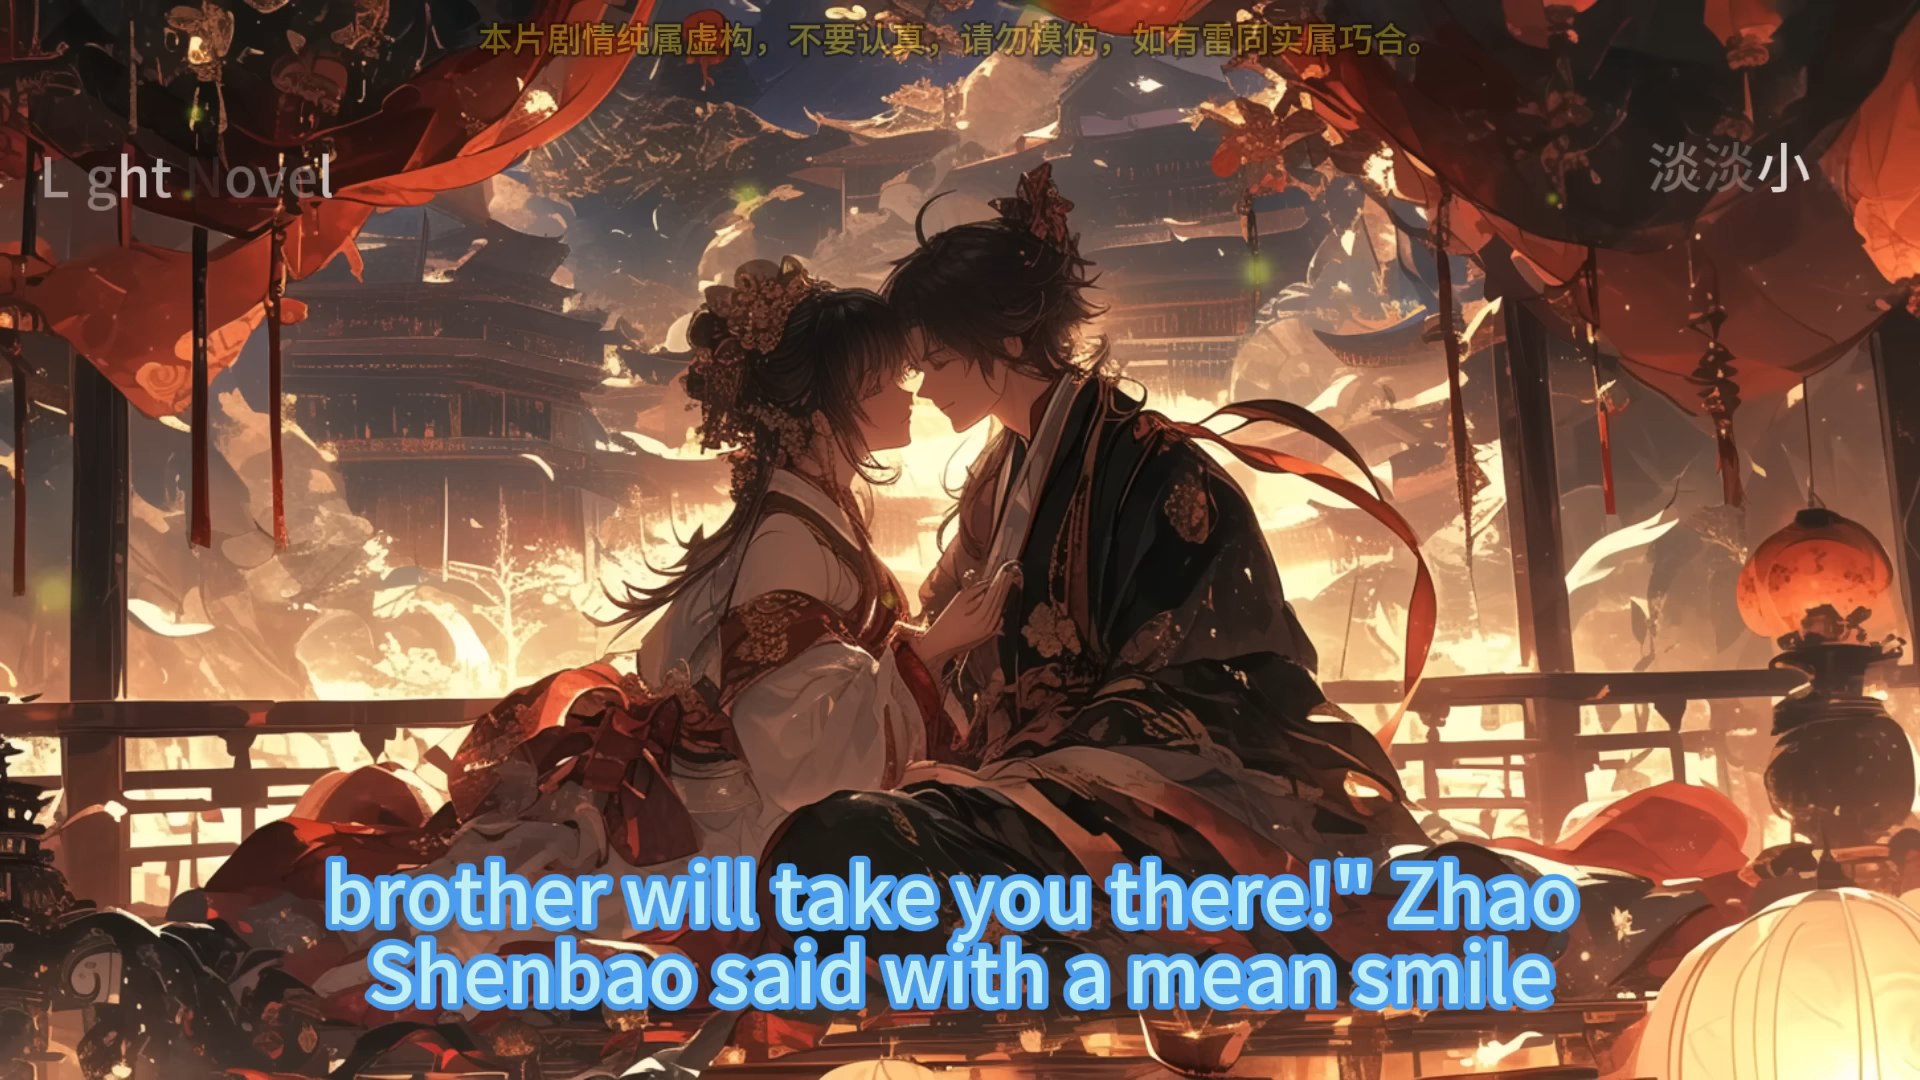 本片剧情纯属虚构，不要认真，请勿模仿，如有雷同实属巧合。
L ght Novel
淡淡小
brother will take you there!" Zhao
Shenbao said with a mean smile